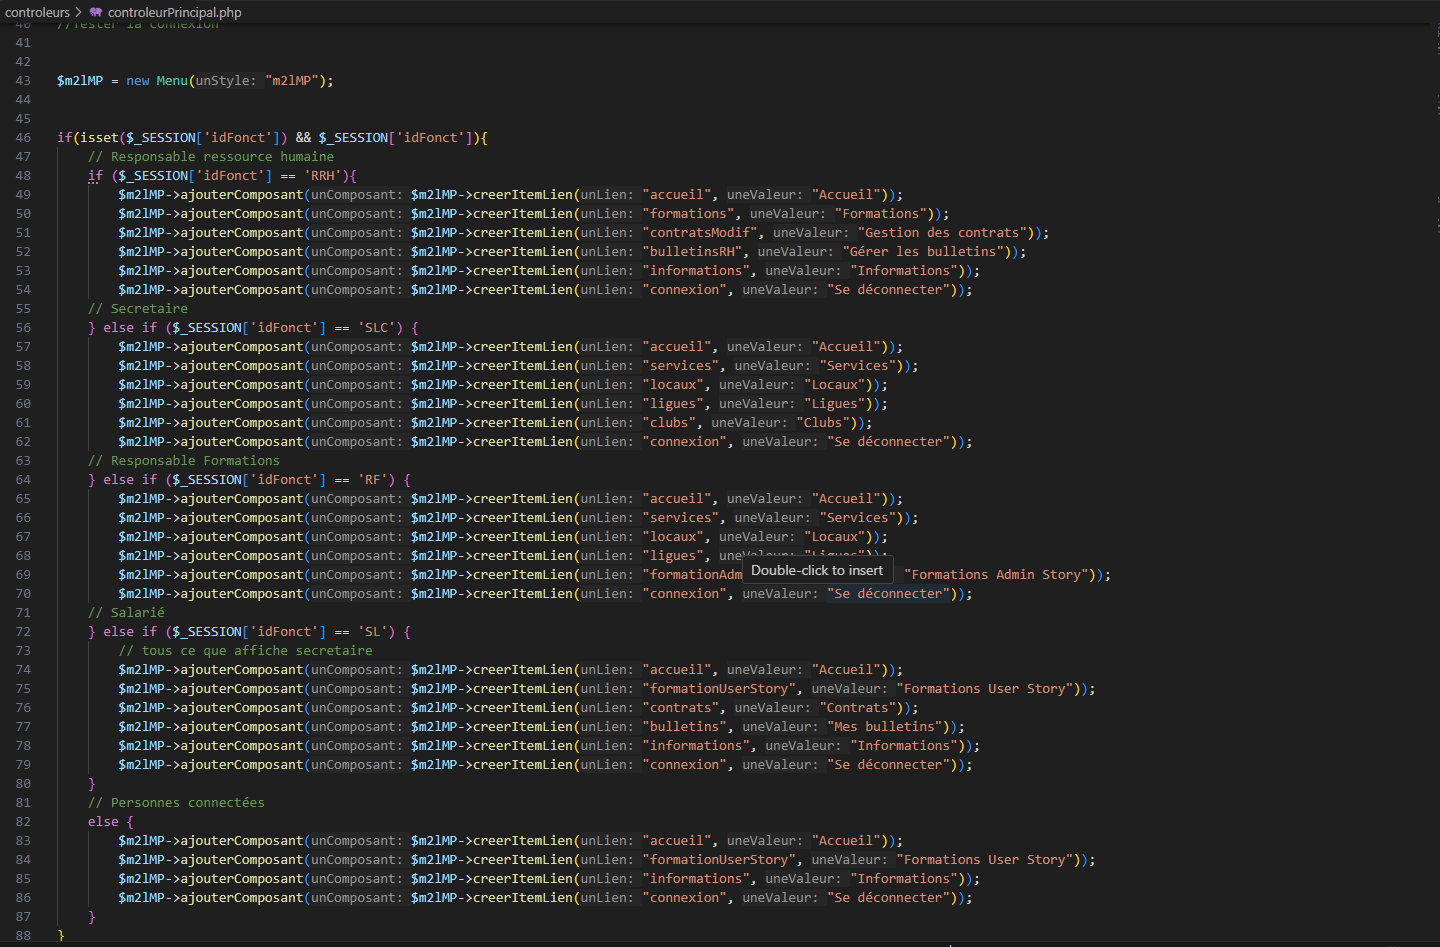 controleurs > controleurPrincipal.php
40 //Tester la connexion
41
42
43 $m2lMP = new Menu(unStyle: "m2lMP");
44
45
46 if(isset($_SESSION['idFonct']) && $_SESSION['idFonct']){
47 // Responsable ressource humaine
48 if ($_SESSION['idFonct'] == 'RRH'){
49 $m2lMP->ajouterComposant(unComposant: $m2lMP->creerItemLien(unLien: "accueil", uneValeur: "Accueil"));
50 $m2lMP->ajouterComposant(unComposant: $m2lMP->creerItemLien(unLien: "formations", uneValeur: "Formations"));
51 $m2lMP->ajouterComposant(unComposant: $m2lMP->creerItemLien(unLien: "contratsModif", uneValeur: "Gestion des contrats"));
52 $m2lMP->ajouterComposant(unComposant: $m2lMP->creerItemLien(unLien: "bulletinsRH", uneValeur: "Gérer les bulletins"));
53 $m2lMP->ajouterComposant(unComposant: $m2lMP->creerItemLien(unLien: "informations", uneValeur: "Informations"));
54 $m2lMP->ajouterComposant(unComposant: $m2lMP->creerItemLien(unLien: "connexion", uneValeur: "Se déconnecter"));
55 // Secretaire
56 } else if ($_SESSION['idFonct'] == 'SLC') {
57 $m2lMP->ajouterComposant(unComposant: $m2lMP->creerItemLien(unLien: "accueil", uneValeur: "Accueil"));
58 $m2lMP->ajouterComposant(unComposant: $m2lMP->creerItemLien(unLien: "services", uneValeur: "Services"));
59 $m2lMP->ajouterComposant(unComposant: $m2lMP->creerItemLien(unLien: "locaux", uneValeur: "Locaux"));
60 $m2lMP->ajouterComposant(unComposant: $m2lMP->creerItemLien(unLien: "ligues", uneValeur: "Ligues"));
61 $m2lMP->ajouterComposant(unComposant: $m2lMP->creerItemLien(unLien: "clubs", uneValeur: "Clubs"));
62 $m2lMP->ajouterComposant(unComposant: $m2lMP->creerItemLien(unLien: "connexion", uneValeur: "Se déconnecter"));
63 // Responsable Formations
64 } else if ($_SESSION['idFonct'] == 'RF') {
65 $m2lMP->ajouterComposant(unComposant: $m2lMP->creerItemLien(unLien: "accueil", uneValeur: "Accueil"));
66 $m2lMP->ajouterComposant(unComposant: $m2lMP->creerItemLien(unLien: "services", uneValeur: "Services"));
67 $m2lMP->ajouterComposant(unComposant: $m2lMP->creerItemLien(unLien: "locaux", uneValeur: "Locaux"));
68 $m2lMP->ajouterComposant(unComposant: $m2lMP->creerItemLien(unLien: "ligues", uneValeur: "Ligues"));
69 $m2lMP->ajouterComposant(unComposant: $m2lMP->creerItemLien(unLien: "formationAdm Double-click to insert "Formations Admin Story"));
70 $m2lMP->ajouterComposant(unComposant: $m2lMP->creerItemLien(unLien: "connexion", uneValeur: "Se déconnecter"));
71 // Salarié
72 } else if ($_SESSION['idFonct'] == 'SL') {
73 // tous ce que affiche secretaire
74 $m2lMP->ajouterComposant(unComposant: $m2lMP->creerItemLien(unLien: "accueil", uneValeur: "Accueil"));
75 $m2lMP->ajouterComposant(unComposant: $m2lMP->creerItemLien(unLien: "formationUserStory", uneValeur: "Formations User Story"));
76 $m2lMP->ajouterComposant(unComposant: $m2lMP->creerItemLien(unLien: "contrats", uneValeur: "Contrats"));
77 $m2lMP->ajouterComposant(unComposant: $m2lMP->creerItemLien(unLien: "bulletins", uneValeur: "Mes bulletins"));
78 $m2lMP->ajouterComposant(unComposant: $m2lMP->creerItemLien(unLien: "informations", uneValeur: "Informations"));
79 $m2lMP->ajouterComposant(unComposant: $m2lMP->creerItemLien(unLien: "connexion", uneValeur: "Se déconnecter"));
80 }
81 // Personnes connectées
82 else {
83 $m2lMP->ajouterComposant(unComposant: $m2lMP->creerItemLien(unLien: "accueil", uneValeur: "Accueil"));
84 $m2lMP->ajouterComposant(unComposant: $m2lMP->creerItemLien(unLien: "formationUserStory", uneValeur: "Formations User Story"));
85 $m2lMP->ajouterComposant(unComposant: $m2lMP->creerItemLien(unLien: "informations", uneValeur: "Informations"));
86 $m2lMP->ajouterComposant(unComposant: $m2lMP->creerItemLien(unLien: "connexion", uneValeur: "Se déconnecter"));
87 }
88 }